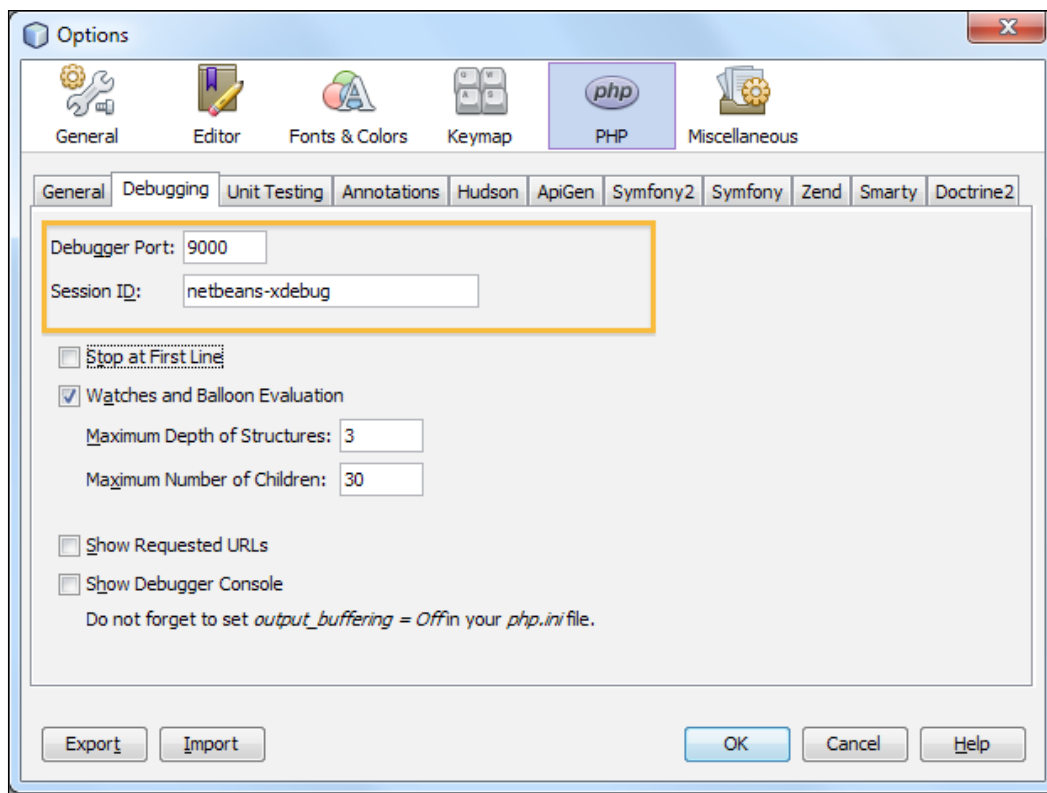 Options
X
php
General Editor Fonts & Colors Keymap PHP Miscellaneous
General Debugging Unit Testing Annotations Hudson ApiGen Symfony2 Symfony Zend Smarty Doctrine2
Debugger Port: 9000
Session ID: netbeans-xdebug
Stop at First Line
Watches and Balloon Evaluation
Maximum Depth of Structures: 3
Maximum Number of Children: 30
Show Requested URLs
Show Debugger Console
Do not forget to set output_buffering = Off in your php.ini file.
Export Import OK Cancel Help